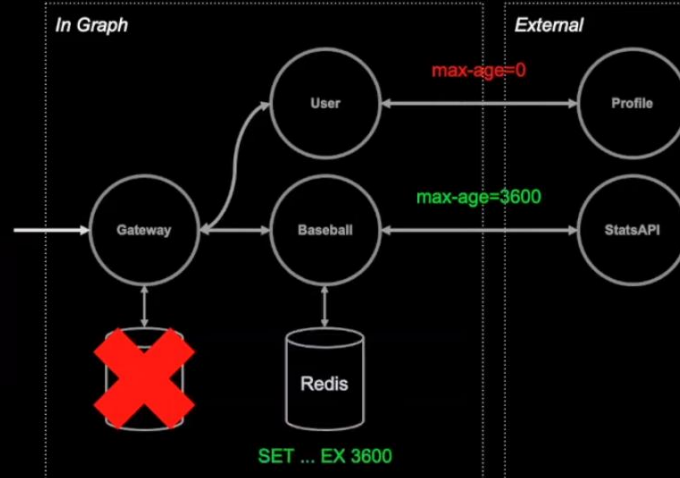 In Graph
External
max-age=0
User
Profile
max-age=3600
Gateway
Baseball
StatsAPI
Redis
SET ... EX 3600